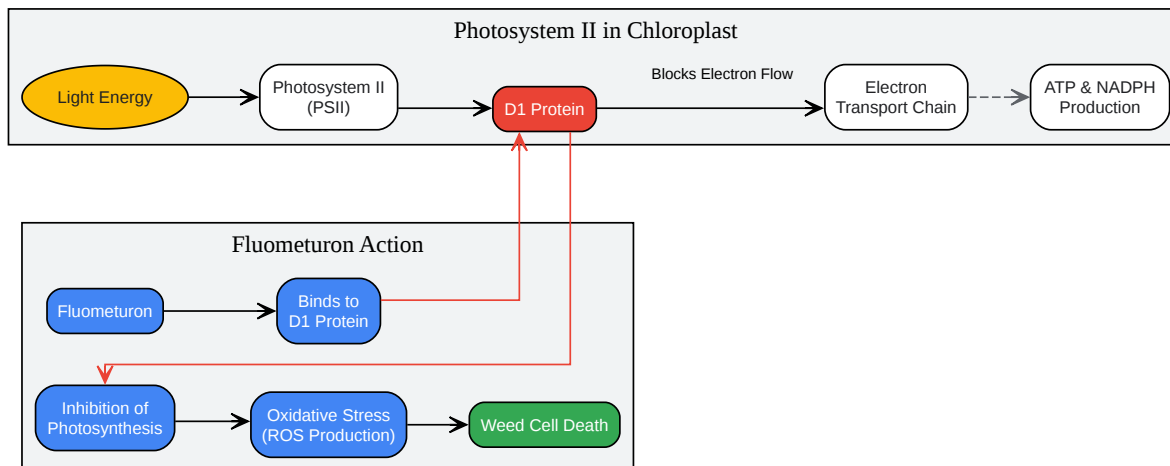 Photosystem II in Chloroplast
Light Energy
Photosystem II
(PSII)
D1 Protein
Blocks Electron Flow
Electron
Transport Chain
ATP & NADPH
Production
Fluometuron Action
Fluometuron
Binds to
D1 Protein
Inhibition of
Photosynthesis
Oxidative Stress
(ROS Production)
Weed Cell Death